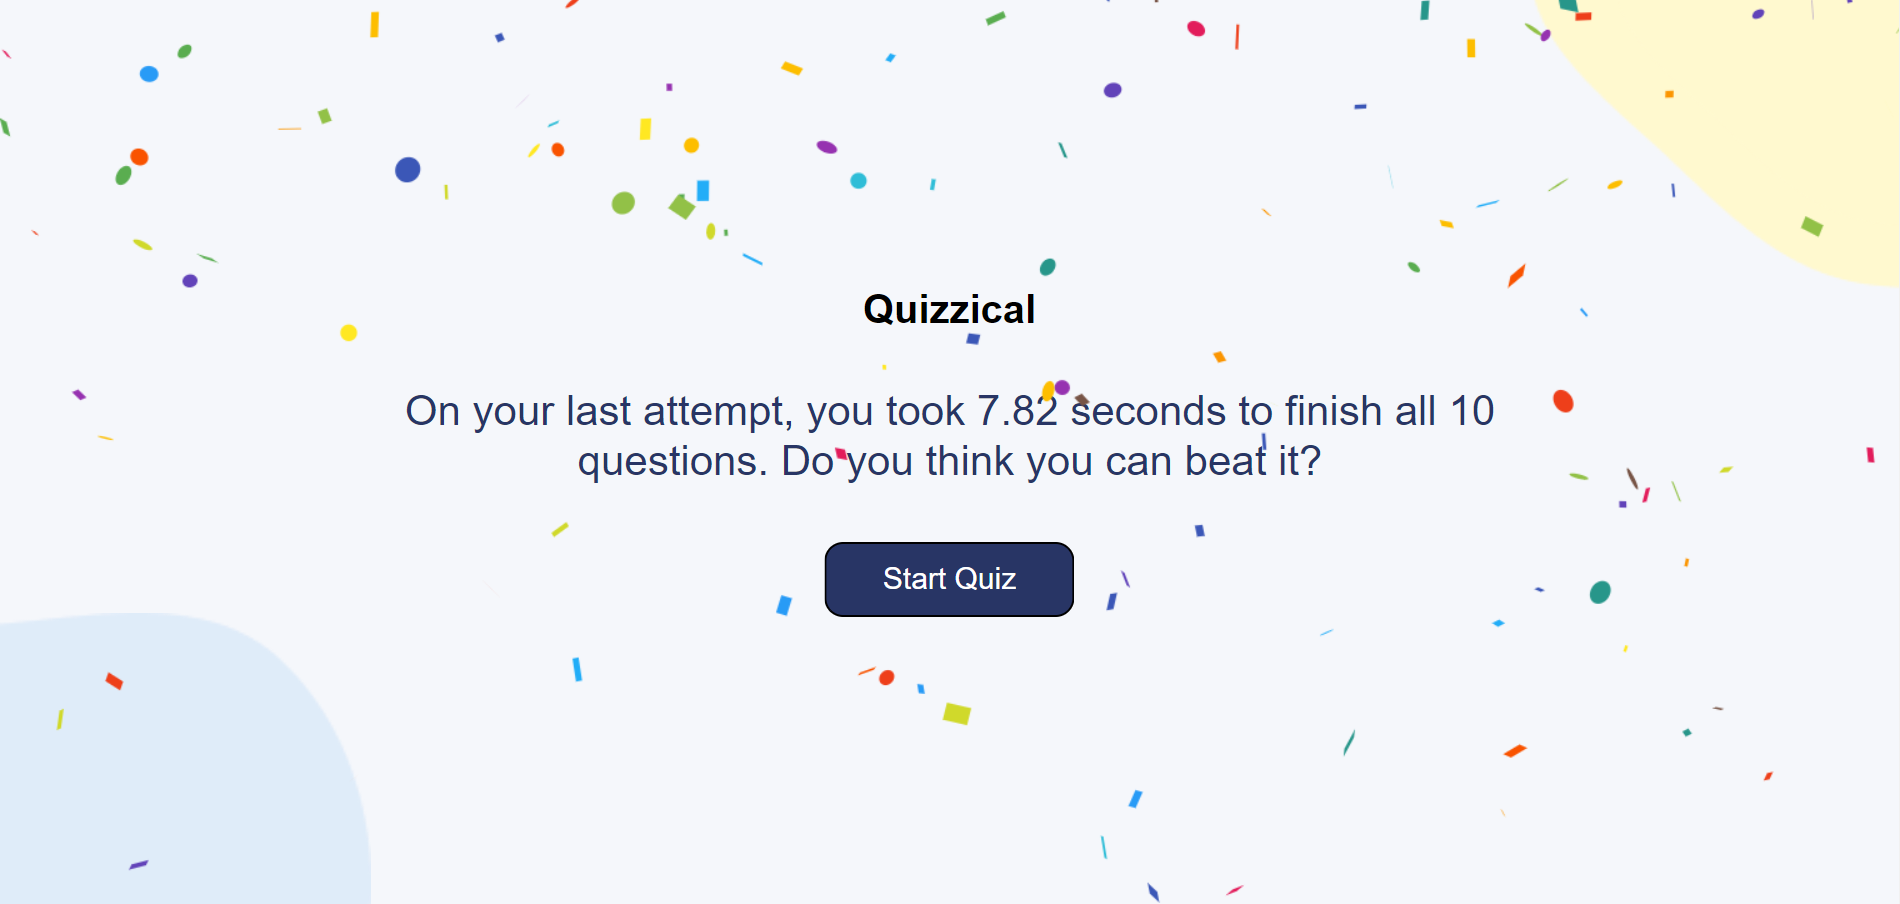 Quizzical
On your last attempt, you took 7.82 seconds to finish all 10
questions. Do you think you can beat it?
Start Quiz